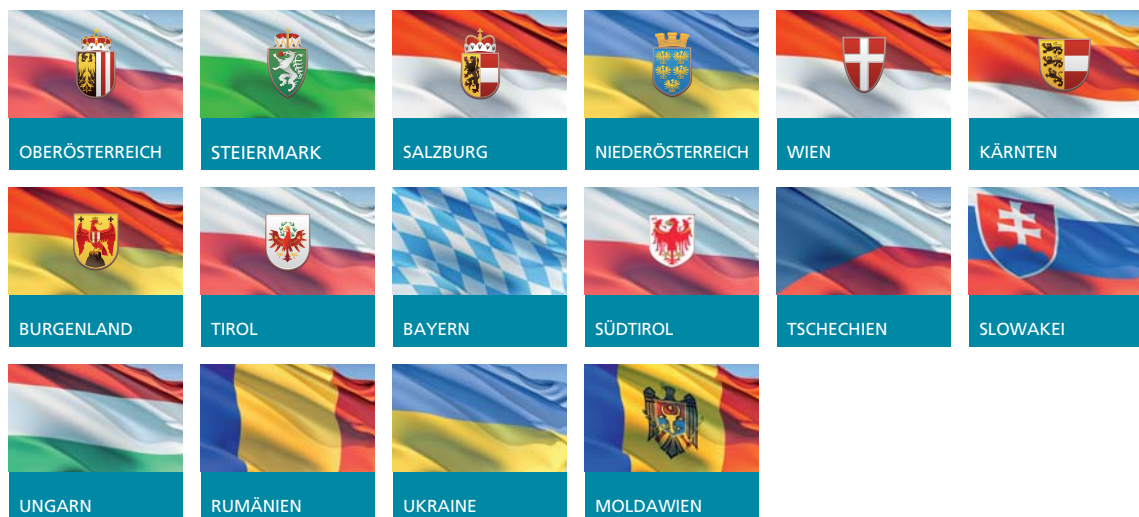 OBERÖSTERREICH
STEIERMARK
SALZBURG
NIEDERÖSTERREICH
WIEN
KÄRNTEN
BURGENLAND
TIROL
BAYERN
SÜDTIROL
TSCHECHIEN
SLOWAKEI
UNGARN
RUMÄNIEN
UKRAINE
MOLDAWIEN